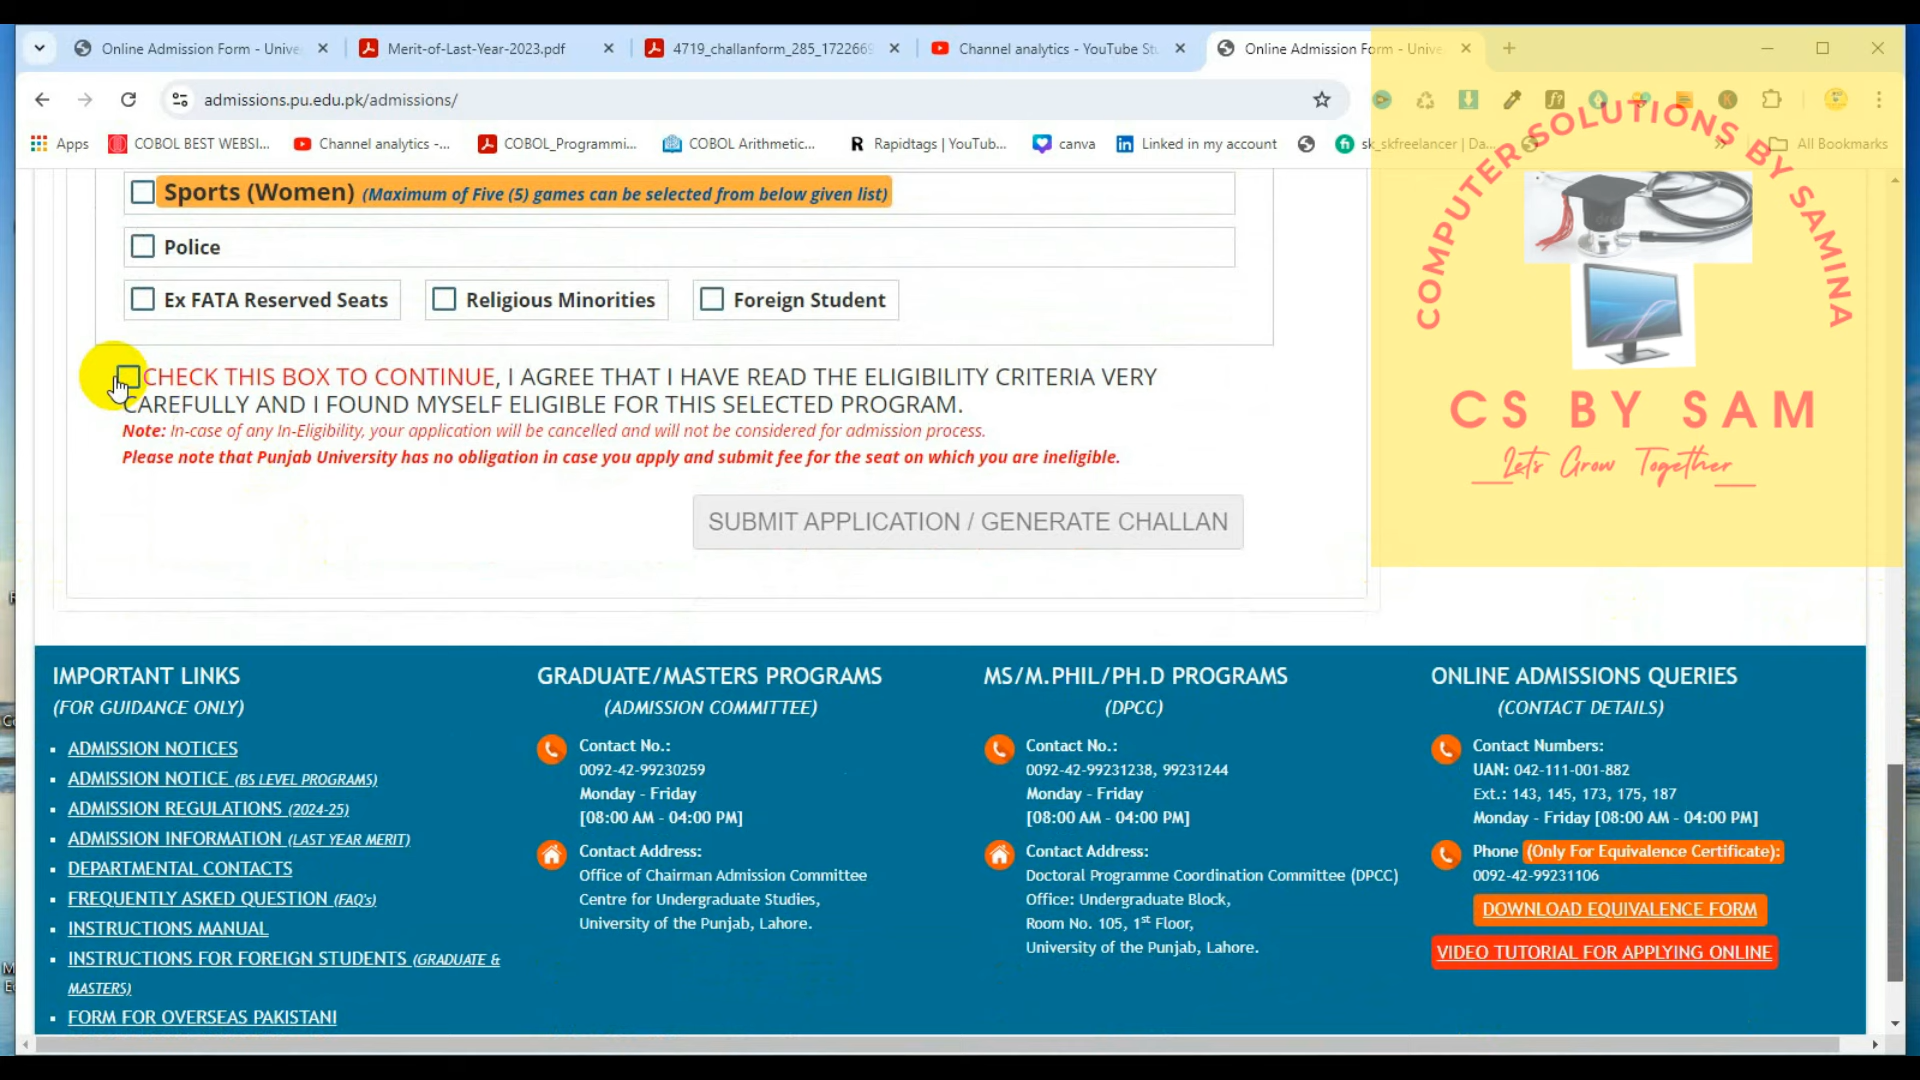 Online Admission Form - Unive
Merit-of-Last-Year-2023.pdf
4719_challanform_285_1722669
Channel analytics - YouTube Stu
Online Admission Form - Unive
admissions.pu.edu.pk/admissions/
Apps
COBOL BEST WEBSI...
Channel analytics -...
COBOL_Programmi...
COBOL Arithmetic...
Rapidtags | YouTub...
canva
Linked in my account
sk_skfreelancer | Da...
All Bookmarks
COMPUTER SOLUTIONS BY SAMINA
CS BY SAM
Let's Grow Together
Sports (Women) (Maximum of Five (5) games can be selected from below given list)
Police
Ex FATA Reserved Seats
Religious Minorities
Foreign Student
CHECK THIS BOX TO CONTINUE, I AGREE THAT I HAVE READ THE ELIGIBILITY CRITERIA VERY
CAREFULLY AND I FOUND MYSELF ELIGIBLE FOR THIS SELECTED PROGRAM.
Note: In-case of any In-Eligibility, your application will be cancelled and will not be considered for admission process.
Please note that Punjab University has no obligation in case you apply and submit fee for the seat on which you are ineligible.
SUBMIT APPLICATION / GENERATE CHALLAN
IMPORTANT LINKS
(FOR GUIDANCE ONLY)
ADMISSION NOTICES
ADMISSION NOTICE (BS LEVEL PROGRAMS)
ADMISSION REGULATIONS (2024-25)
ADMISSION INFORMATION (LAST YEAR MERIT)
DEPARTMENTAL CONTACTS
FREQUENTLY ASKED QUESTION (FAQ's)
INSTRUCTIONS MANUAL
INSTRUCTIONS FOR FOREIGN STUDENTS (GRADUATE &
MASTERS)
FORM FOR OVERSEAS PAKISTANI
GRADUATE/MASTERS PROGRAMS
(ADMISSION COMMITTEE)
Contact No.:
0092-42-99230259
Monday - Friday
[08:00 AM - 04:00 PM]
Contact Address:
Office of Chairman Admission Committee
Centre for Undergraduate Studies,
University of the Punjab, Lahore.
MS/M.PHIL/PH.D PROGRAMS
(DPCC)
Contact No.:
0092-42-99231238, 99231244
Monday - Friday
[08:00 AM - 04:00 PM]
Contact Address:
Doctoral Programme Coordination Committee (DPCC)
Office: Undergraduate Block,
Room No. 105, 1st Floor,
University of the Punjab, Lahore.
ONLINE ADMISSIONS QUERIES
(CONTACT DETAILS)
Contact Numbers:
UAN: 042-111-001-882
Ext.: 143, 145, 173, 175, 187
Monday - Friday [08:00 AM - 04:00 PM]
Phone (Only For Equivalence Certificate):
0092-42-99231106
DOWNLOAD EQUIVALENCE FORM
VIDEO TUTORIAL FOR APPLYING ONLINE